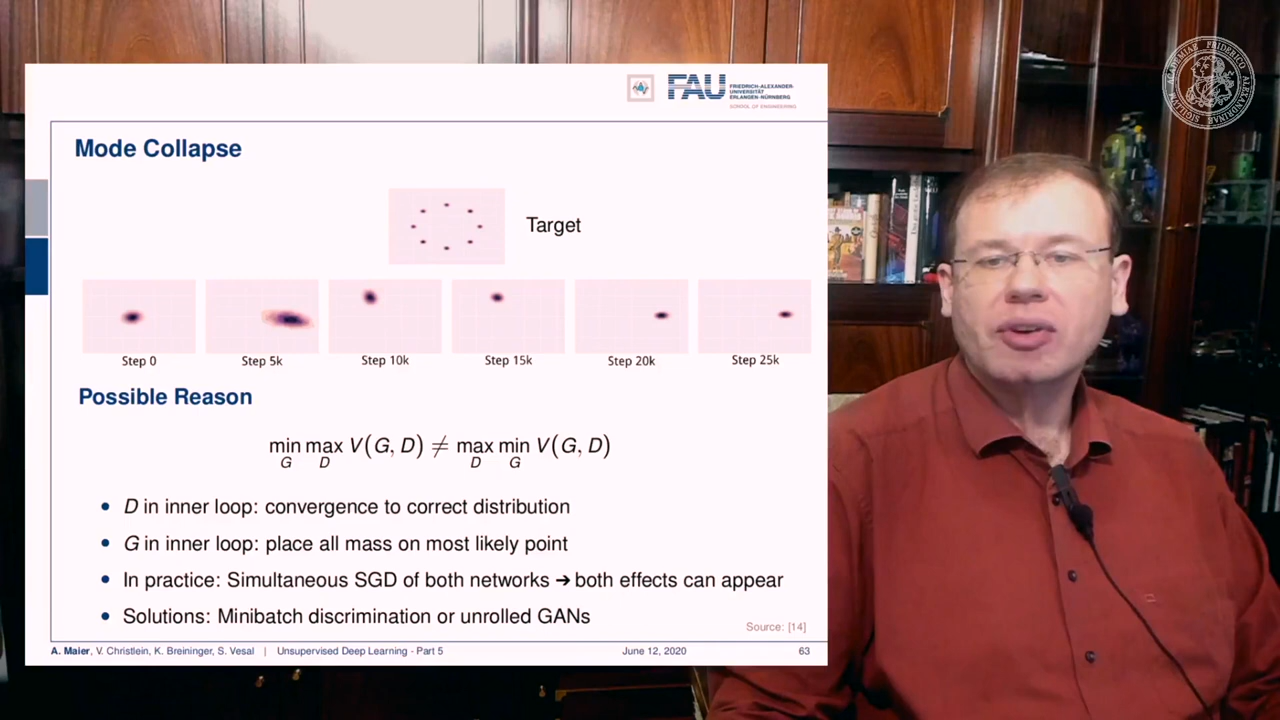 FAU
FRIEDRICH-ALEXANDER-
UNIVERSITÄT
ERLANGEN-NÜRNBERG
SCHOOL OF ENGINEERING
Mode Collapse
Target
Step 0
Step 5k
Step 10k
Step 15k
Step 20k
Step 25k
Possible Reason
min max V(G, D) ≠ max min V(G, D)
G D D G
• D in inner loop: convergence to correct distribution
• G in inner loop: place all mass on most likely point
• In practice: Simultaneous SGD of both networks ➔ both effects can appear
• Solutions: Minibatch discrimination or unrolled GANs
Source: [14]
A. Maier, V. Christlein, K. Breininger, S. Vesal | Unsupervised Deep Learning - Part 5 June 12, 2020 63